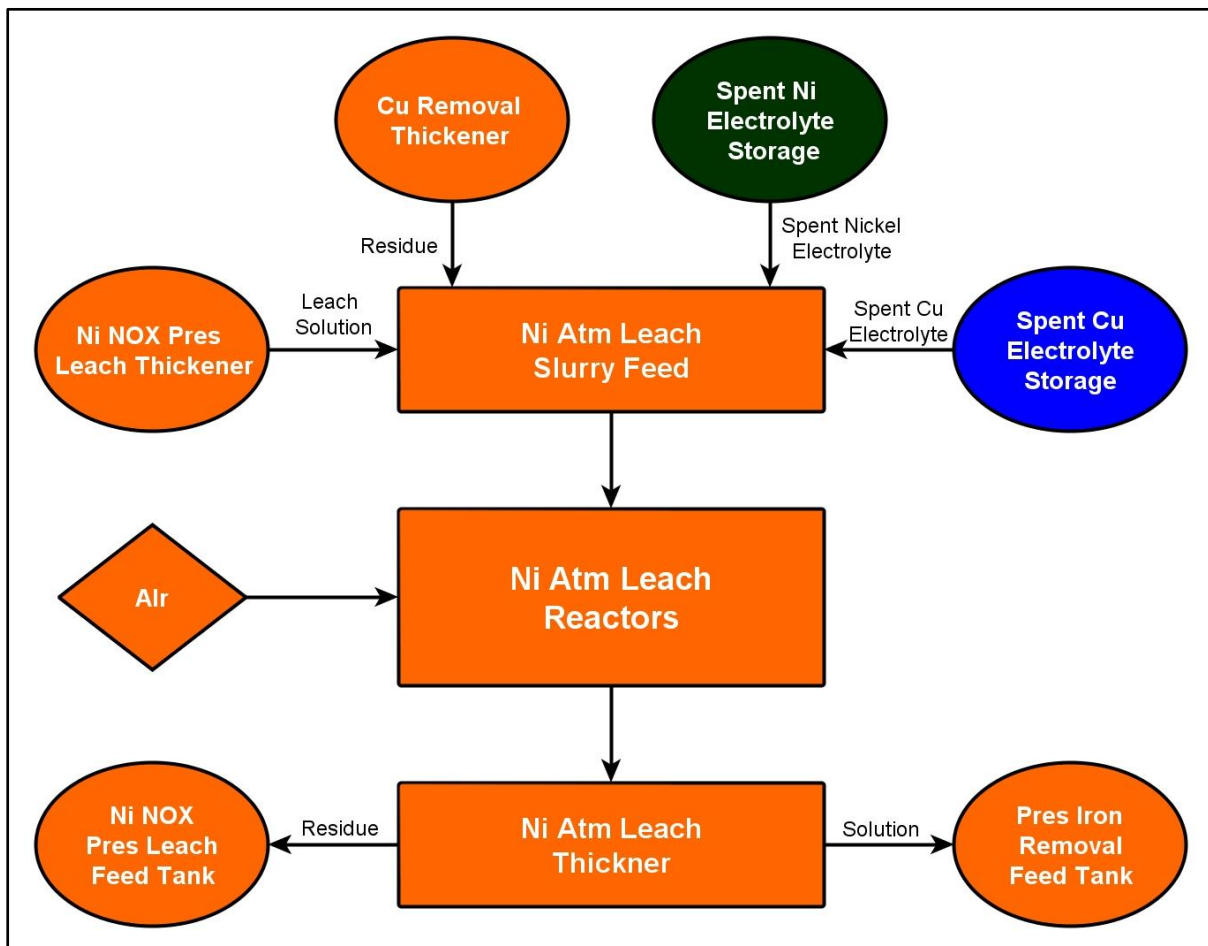 Cu Removal
Thickener
Spent Ni
Electrolyte
Storage
Residue
Spent Nickel
Electrolyte
Ni NOX Pres
Leach Thickener
Leach
Solution
Ni Atm Leach
Slurry Feed
Spent Cu
Electrolyte
Spent Cu
Electrolyte
Storage
AIr
Ni Atm Leach
Reactors
Ni NOX
Pres Leach
Feed Tank
Residue
Ni Atm Leach
Thickner
Solution
Pres Iron
Removal
Feed Tank